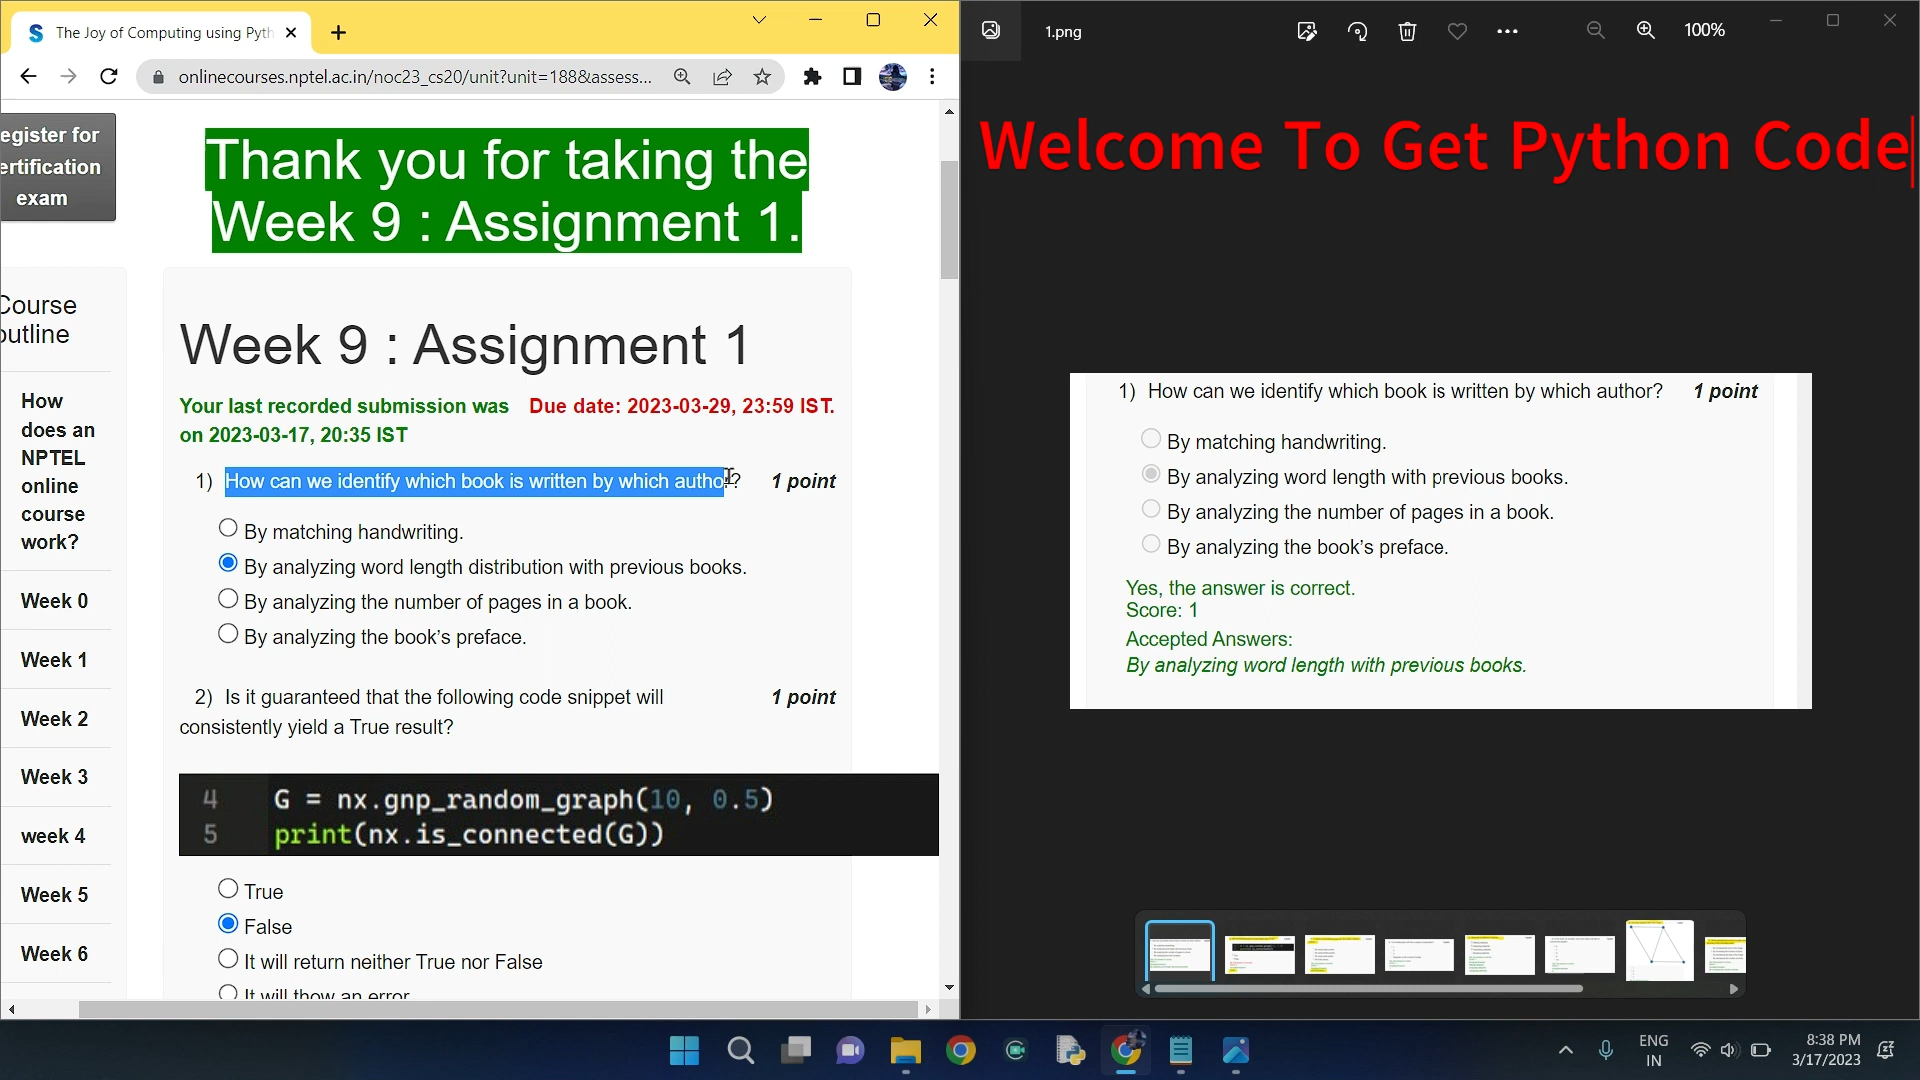 The Joy of Computing using Pyth
onlinecourses.nptel.ac.in/noc23_cs20/unit?unit=188&assess...
egister for
ertification
exam
Thank you for taking the
Week 9 : Assignment 1.
Course
outline
How
does an
NPTEL
online
course
work?
Week 0
Week 1
Week 2
Week 3
week 4
Week 5
Week 6
Week 9 : Assignment 1
Your last recorded submission was
on 2023-03-17, 20:35 IST
Due date: 2023-03-29, 23:59 IST.
1) How can we identify which book is written by which author? 1 point
By matching handwriting.
By analyzing word length distribution with previous books.
By analyzing the number of pages in a book.
By analyzing the book's preface.
2) Is it guaranteed that the following code snippet will 1 point
consistently yield a True result?
4 G = nx.gnp_random_graph(10, 0.5)
5 print(nx.is_connected(G))
True
False
It will return neither True nor False
It will thow an error
1.png
100%
Welcome To Get Python Code
1) How can we identify which book is written by which author? 1 point
By matching handwriting.
By analyzing word length with previous books.
By analyzing the number of pages in a book.
By analyzing the book's preface.
Yes, the answer is correct.
Score: 1
Accepted Answers:
By analyzing word length with previous books.
ENG
IN
8:38 PM
3/17/2023